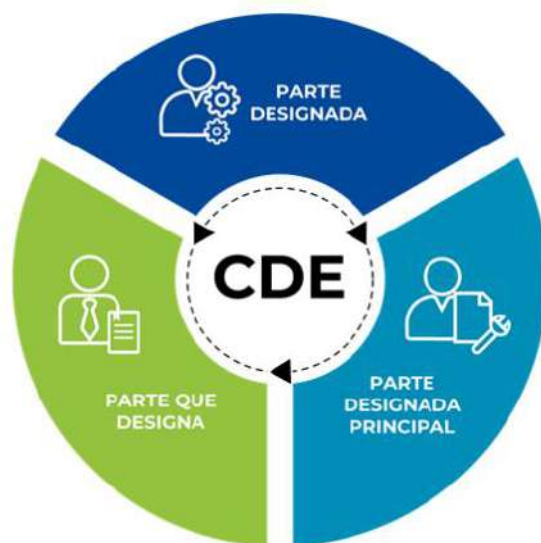 PARTE
DESIGNADA
CDE
PARTE QUE
DESIGNA
PARTE
DESIGNADA
PRINCIPAL